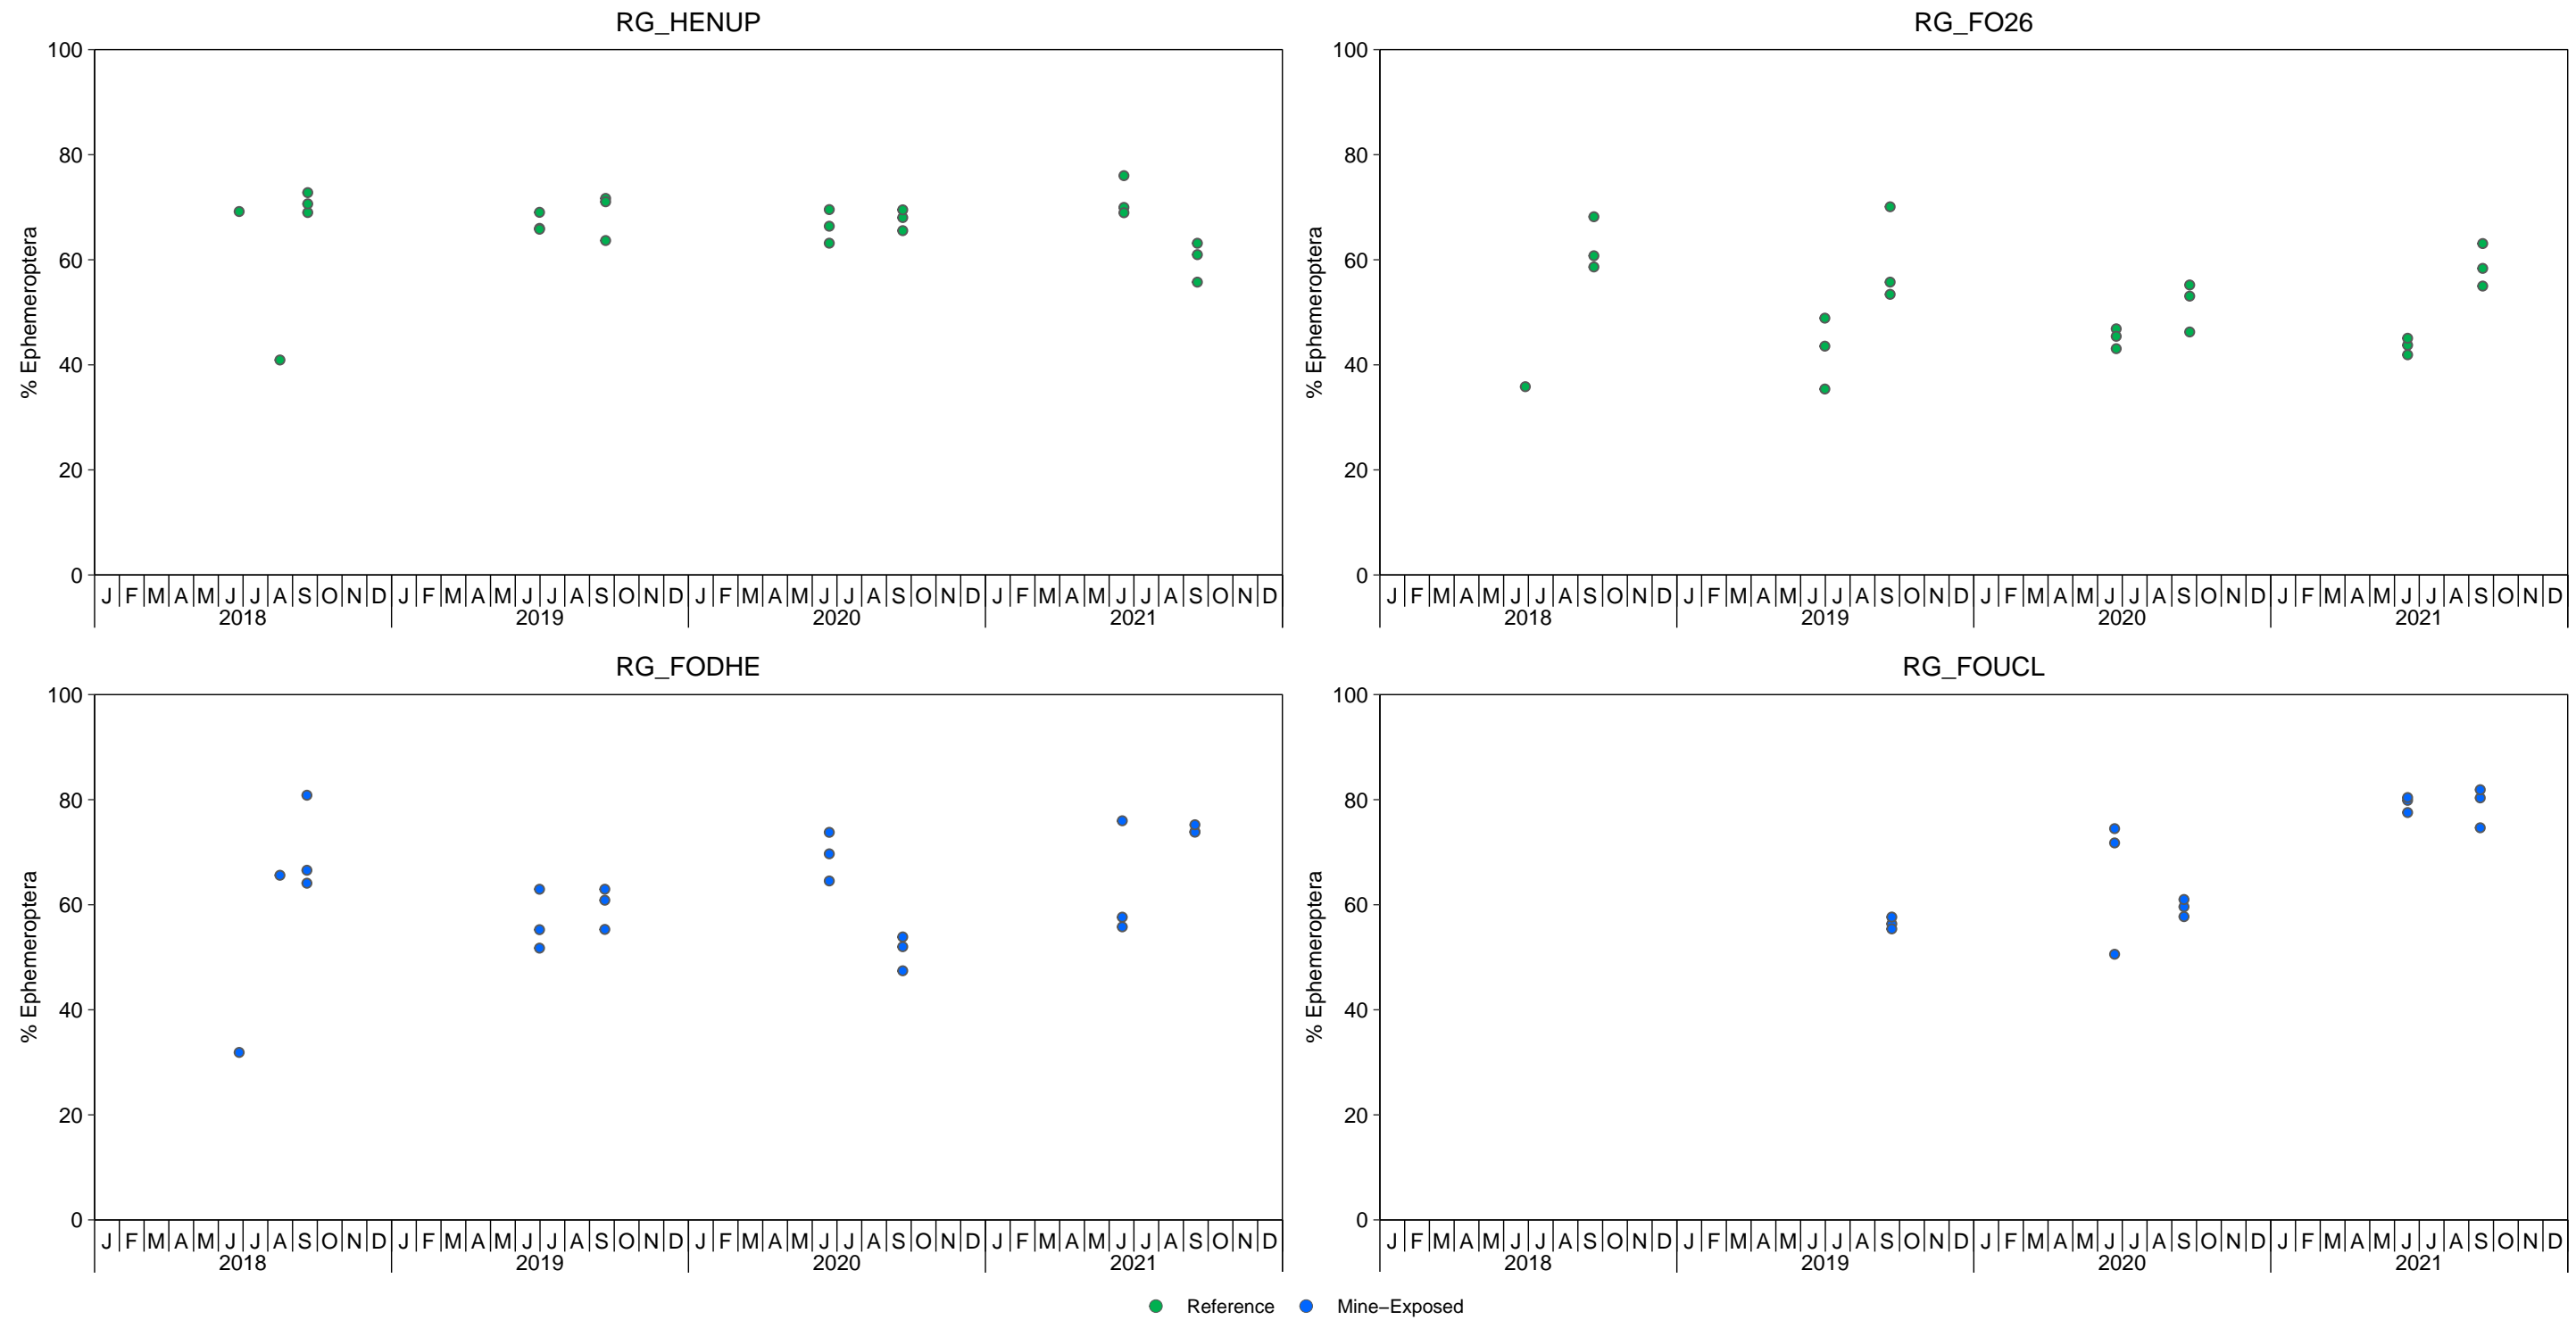 RG_HENUP
100
80
60
40
20
0
% Ephemeroptera
J F M A M J J A S O N D J F M A M J J A S O N D J F M A M J J A S O N D J F M A M J J A S O N D
2018 2019 2020 2021
RG_FO26
100
80
60
40
20
0
% Ephemeroptera
J F M A M J J A S O N D J F M A M J J A S O N D J F M A M J J A S O N D J F M A M J J A S O N D
2018 2019 2020 2021
RG_FODHE
100
80
60
40
20
0
% Ephemeroptera
J F M A M J J A S O N D J F M A M J J A S O N D J F M A M J J A S O N D J F M A M J J A S O N D
2018 2019 2020 2021
RG_FOUCL
100
80
60
40
20
0
% Ephemeroptera
J F M A M J J A S O N D J F M A M J J A S O N D J F M A M J J A S O N D J F M A M J J A S O N D
2018 2019 2020 2021
Reference Mine−Exposed